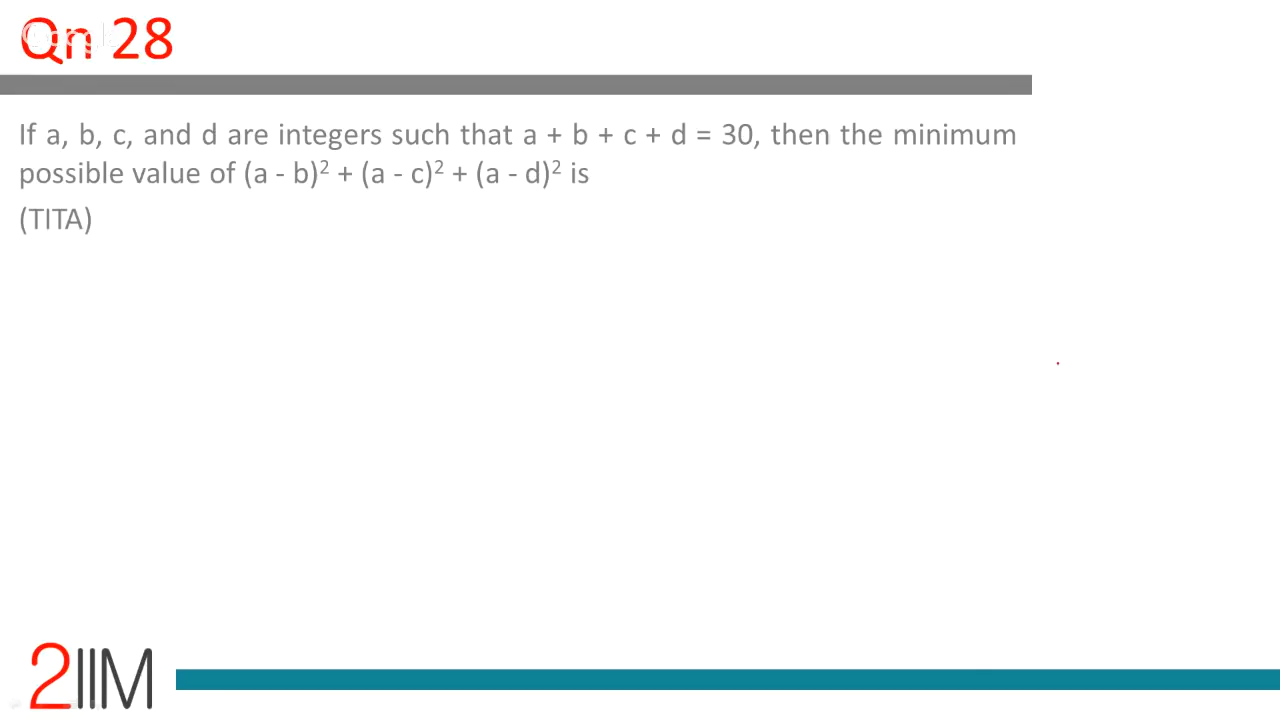 Qn 28
If a, b, c, and d are integers such that a + b + c + d = 30, then the minimum
possible value of (a - b)² + (a - c)² + (a - d)² is
(TITA)
2IIM